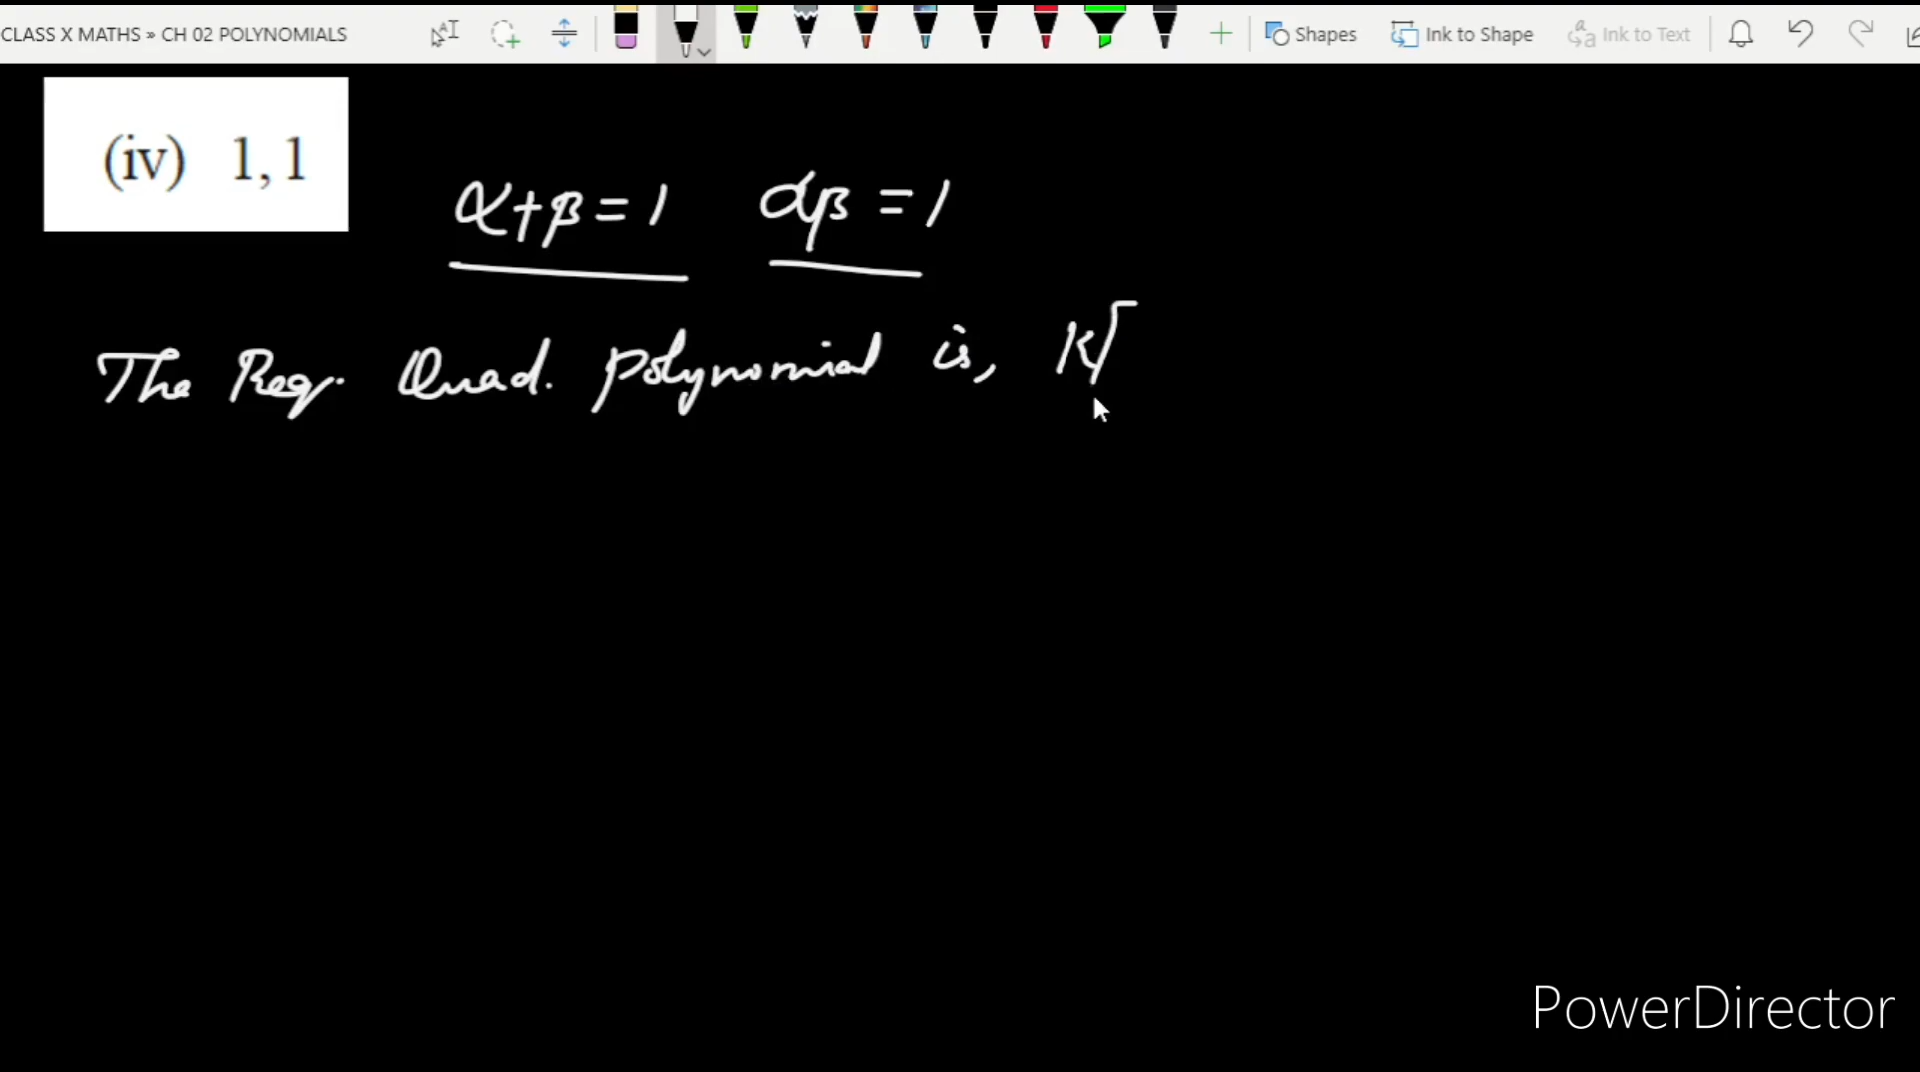 CLASS X MATHS » CH 02 POLYNOMIALS Shapes Ink to Shape Ink to Text
(iv) 1, 1
α+β=1 αβ=1
The Req. Quad. polynomial is, K[
PowerDirector